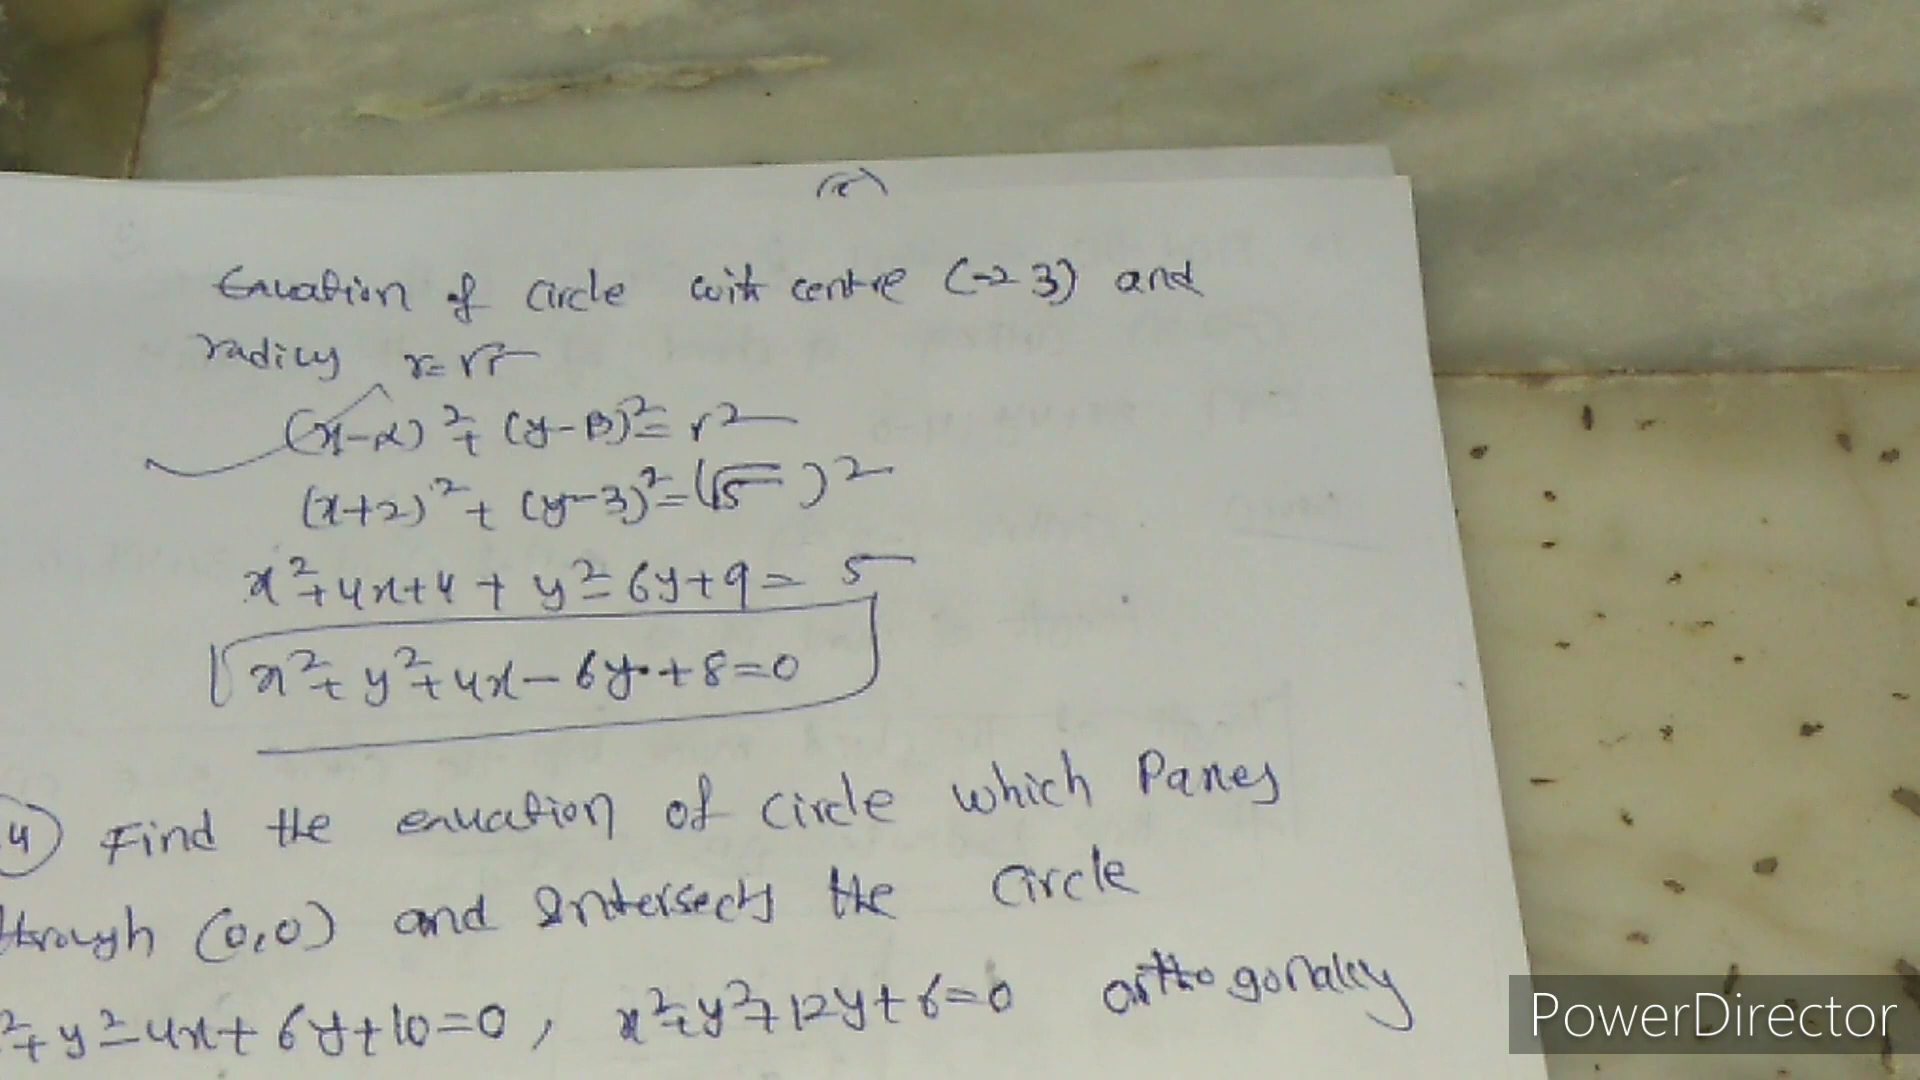 Equation of circle with centre (-2 3) and
radius r=√5
(x-α)²+(y-β)²=r²
(x+2)²+(y-3)²=(√5)²
x²+4x+4+y²-6y+9=5
x²+y²+4x-6y+8=0
4) Find the equation of circle which Passes
through (0,0) and Intersects the circle
²+y²-4x+6y+10=0, x²+y²+12y+6=0 orthogonally
PowerDirector